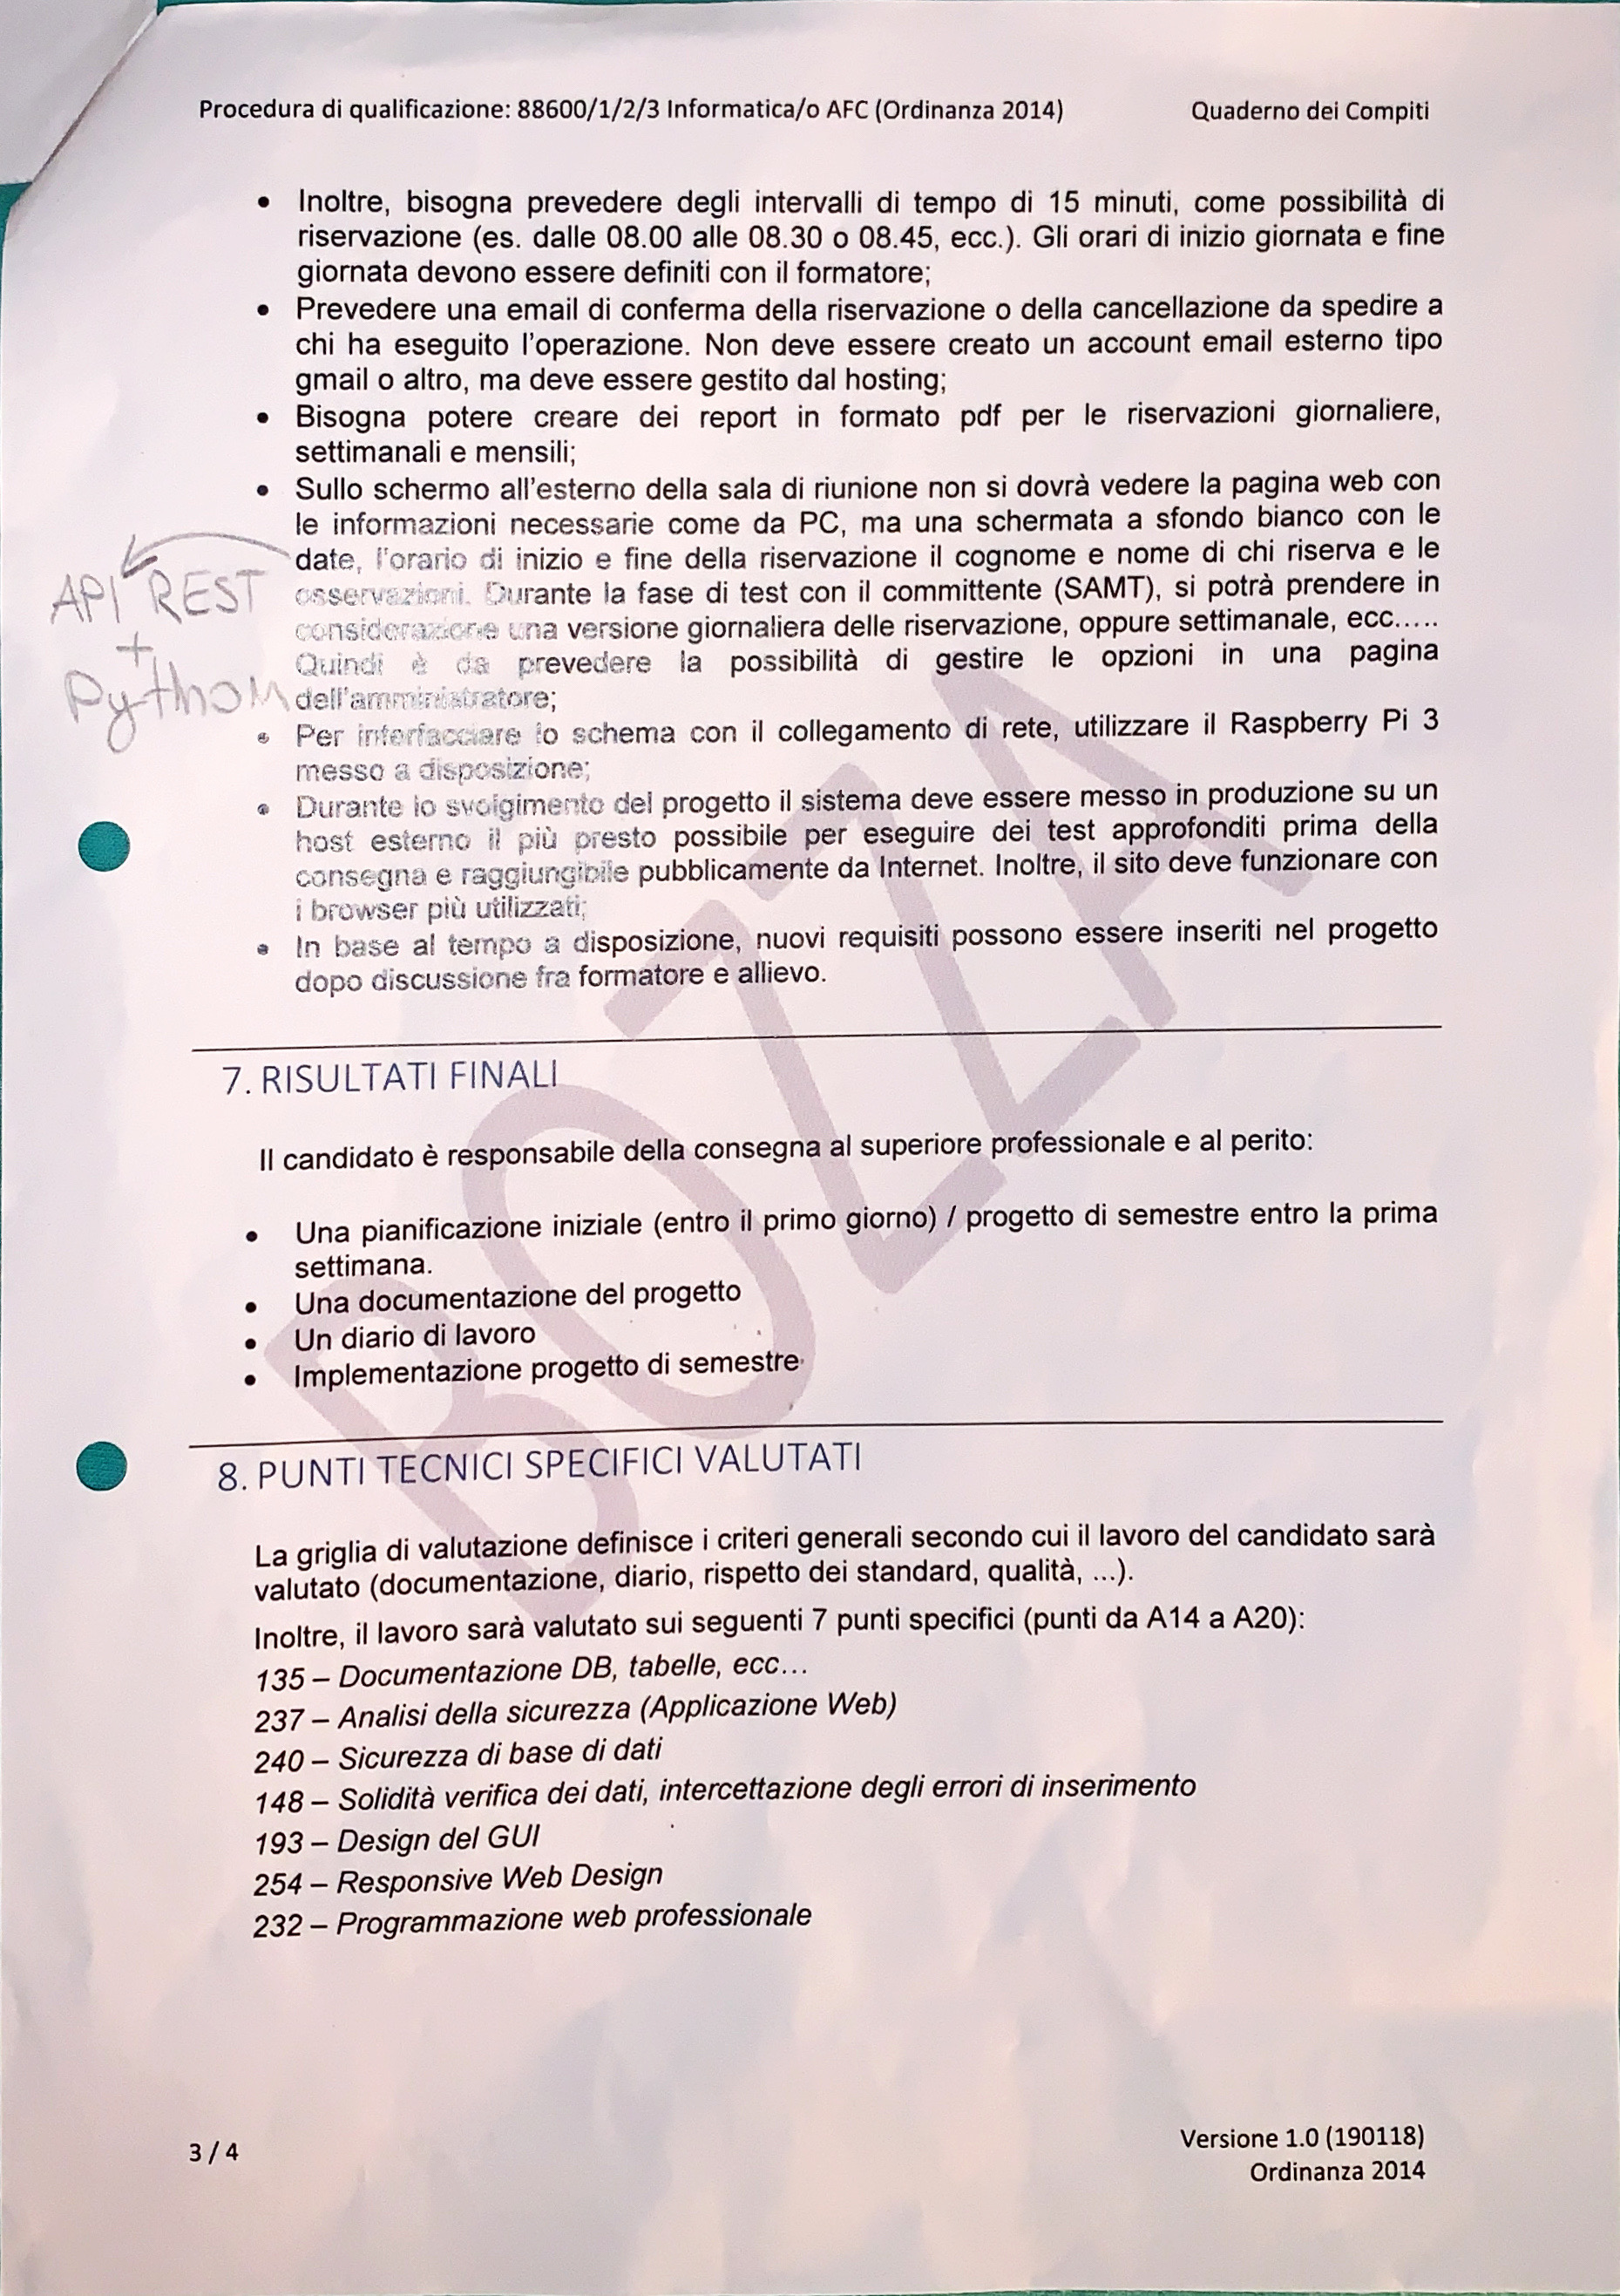 Procedura di qualificazione: 88600/1/2/3 Informatica/o AFC (Ordinanza 2014) Quaderno dei Compiti
• Inoltre, bisogna prevedere degli intervalli di tempo di 15 minuti, come possibilità di
riservazione (es. dalle 08.00 alle 08.30 o 08.45, ecc.). Gli orari di inizio giornata e fine
giornata devono essere definiti con il formatore;
• Prevedere una email di conferma della riservazione o della cancellazione da spedire a
chi ha eseguito l'operazione. Non deve essere creato un account email esterno tipo
gmail o altro, ma deve essere gestito dal hosting;
• Bisogna potere creare dei report in formato pdf per le riservazioni giornaliere,
settimanali e mensili;
• Sullo schermo all'esterno della sala di riunione non si dovrà vedere la pagina web con
le informazioni necessarie come da PC, ma una schermata a sfondo bianco con le
date, l'orario di inizio e fine della riservazione il cognome e nome di chi riserva e le
osservazioni. Durante la fase di test con il committente (SAMT), si potrà prendere in
considerazione una versione giornaliera delle riservazione, oppure settimanale, ecc.....
Quindi è da prevedere la possibilità di gestire le opzioni in una pagina
dell'amministratore;
API REST
+
Python
• Per interfacciare lo schema con il collegamento di rete, utilizzare il Raspberry Pi 3
messo a disposizione;
• Durante lo svolgimento del progetto il sistema deve essere messo in produzione su un
host esterno il più presto possibile per eseguire dei test approfonditi prima della
consegna e raggiungibile pubblicamente da Internet. Inoltre, il sito deve funzionare con
i browser più utilizzati;
• In base al tempo a disposizione, nuovi requisiti possono essere inseriti nel progetto
dopo discussione fra formatore e allievo.
BOZZA
7. RISULTATI FINALI
Il candidato è responsabile della consegna al superiore professionale e al perito:
• Una pianificazione iniziale (entro il primo giorno) / progetto di semestre entro la prima
settimana.
• Una documentazione del progetto
• Un diario di lavoro
• Implementazione progetto di semestre
8. PUNTI TECNICI SPECIFICI VALUTATI
La griglia di valutazione definisce i criteri generali secondo cui il lavoro del candidato sarà
valutato (documentazione, diario, rispetto dei standard, qualità, ...).
Inoltre, il lavoro sarà valutato sui seguenti 7 punti specifici (punti da A14 a A20):
135 – Documentazione DB, tabelle, ecc...
237 – Analisi della sicurezza (Applicazione Web)
240 – Sicurezza di base di dati
148 – Solidità verifica dei dati, intercettazione degli errori di inserimento
193 – Design del GUI
254 – Responsive Web Design
232 – Programmazione web professionale
3 / 4
Versione 1.0 (190118)
Ordinanza 2014